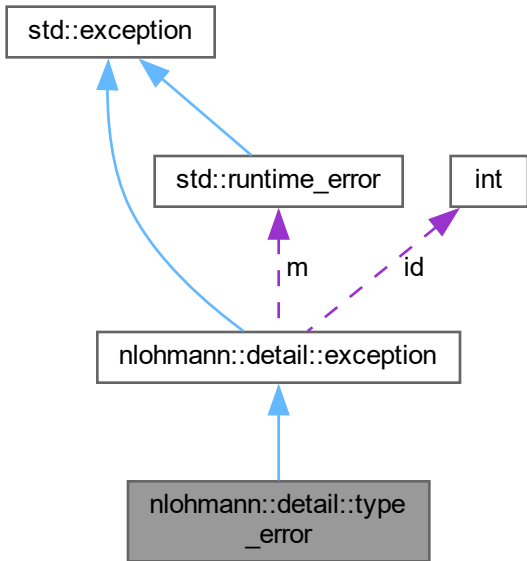 std::exception
std::runtime_error
int
m
id
nlohmann::detail::exception
nlohmann::detail::type
_error